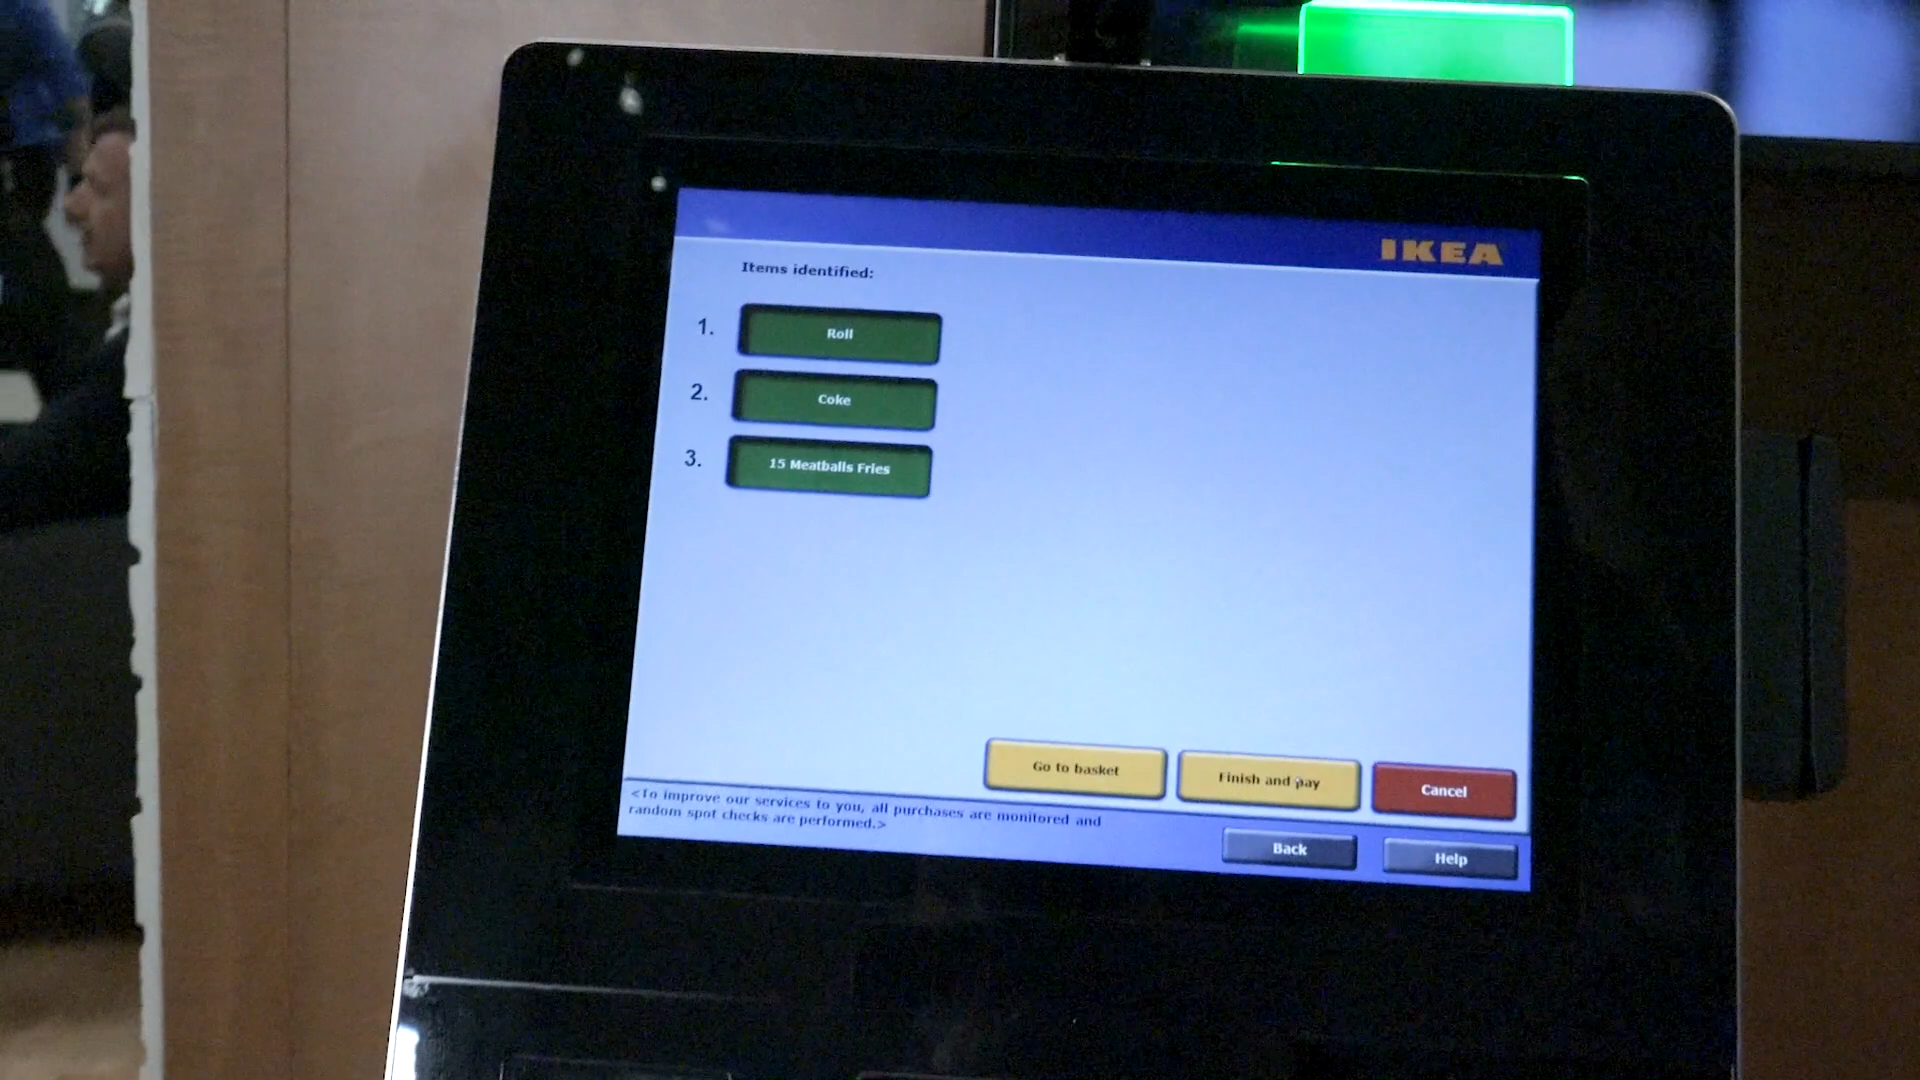 IKEA
Items identified:
1. Roll
2. Coke
3. 15 Meatballs Fries
Go to basket
Finish and pay
Cancel
<To improve our services to you, all purchases are monitored and
random spot checks are performed.>
Back
Help